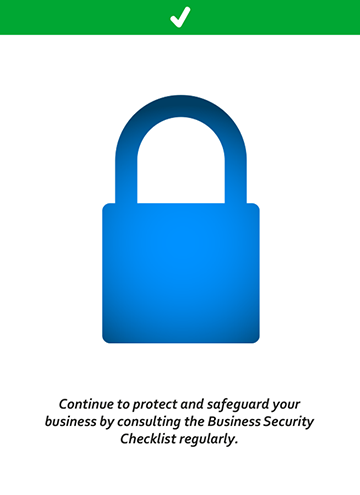 Continue to protect and safeguard your
business by consulting the Business Security
Checklist regularly.